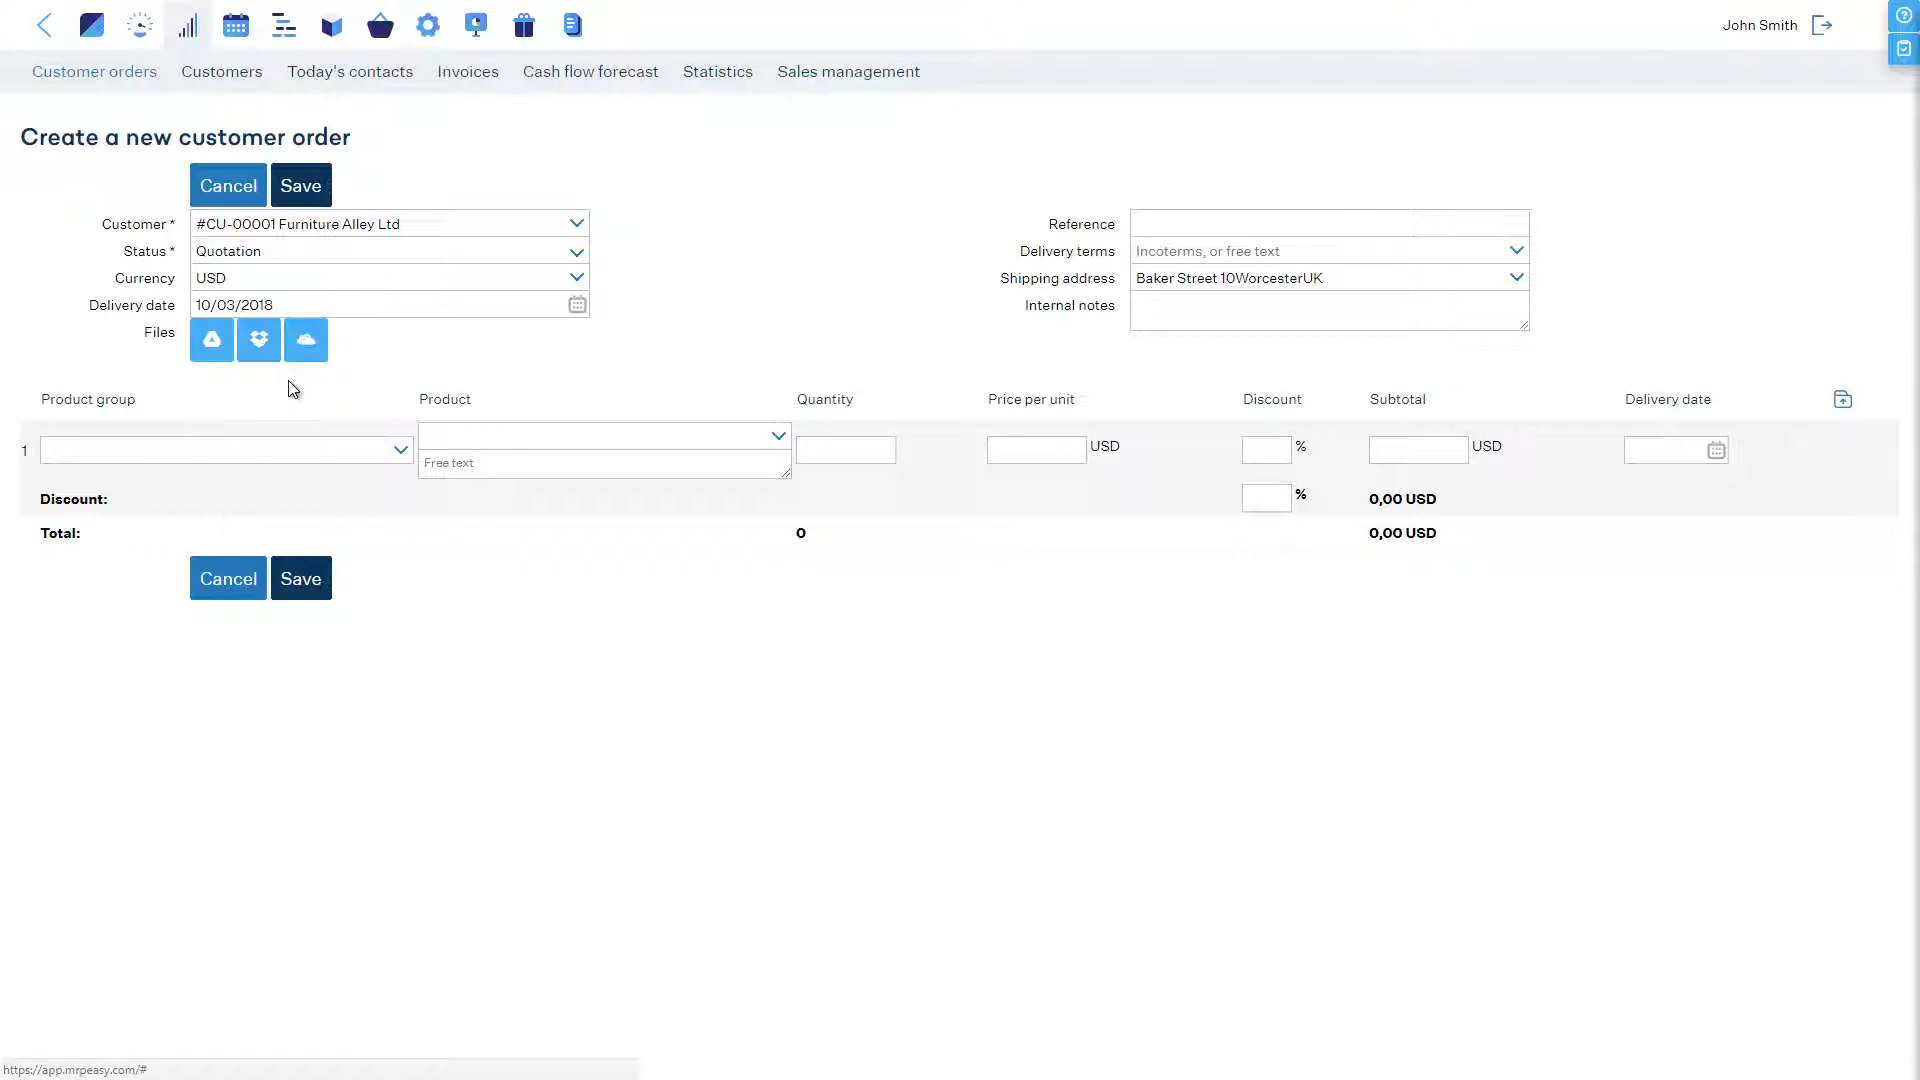 John Smith
Customer orders Customers Today's contacts Invoices Cash flow forecast Statistics Sales management
Create a new customer order
Cancel Save
Customer * #CU-00001 Furniture Alley Ltd
Reference
Status * Quotation
Delivery terms Incoterms, or free text
Currency USD
Shipping address Baker Street 10WorcesterUK
Delivery date 10/03/2018
Internal notes
Files
Product group Product Quantity Price per unit Discount Subtotal Delivery date
1 USD % USD
Free text
Discount: % 0,00 USD
Total: 0 0,00 USD
Cancel Save
https://app.mrpeasy.com/#